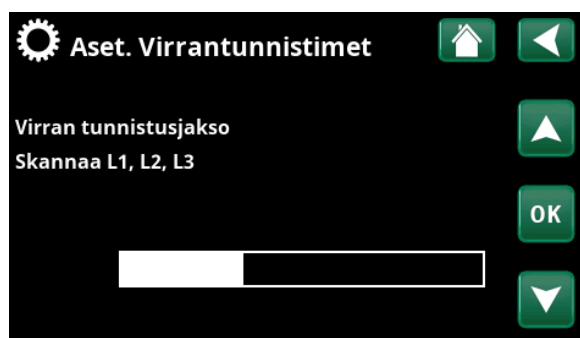 Aset. Virrantunnistimet
Virran tunnistusjakso
Skannaa L1, L2, L3
OK